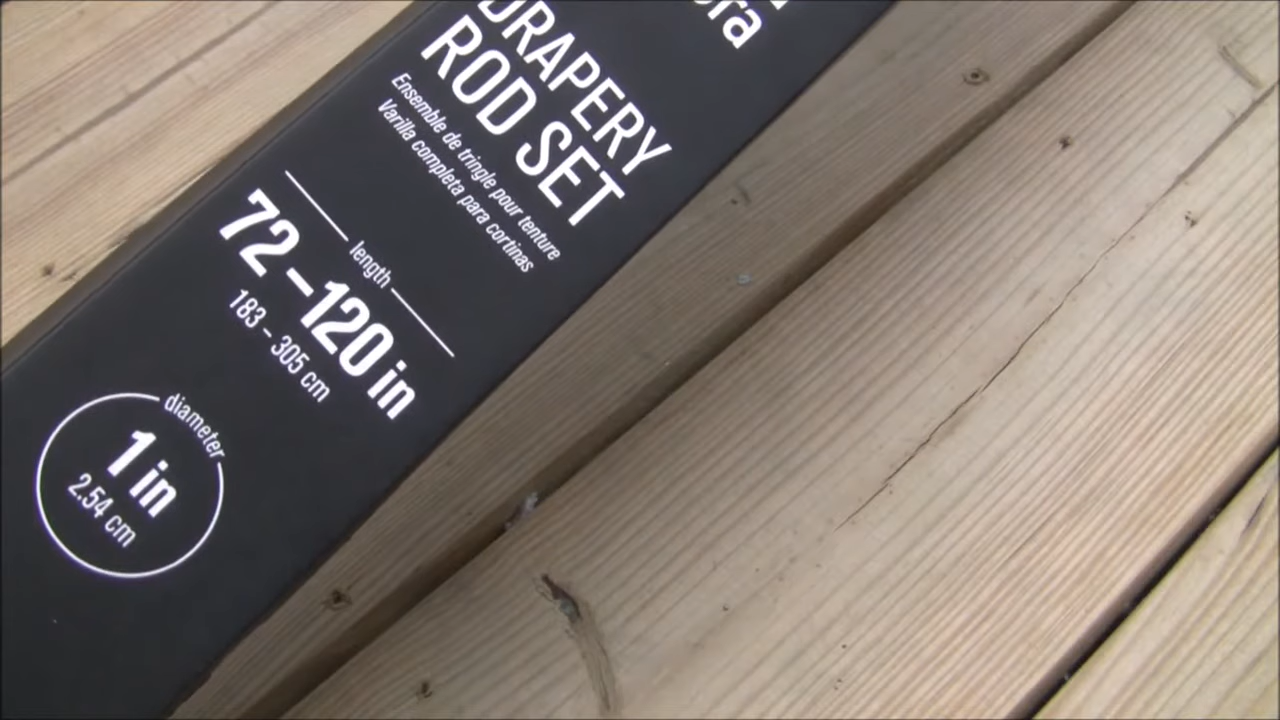 DRAPERY
ROD SET
Ensemble de tringle pour tenture
Varilla completa para cortinas
length
72–120 in
183 – 305 cm
diameter
1 in
2.54 cm